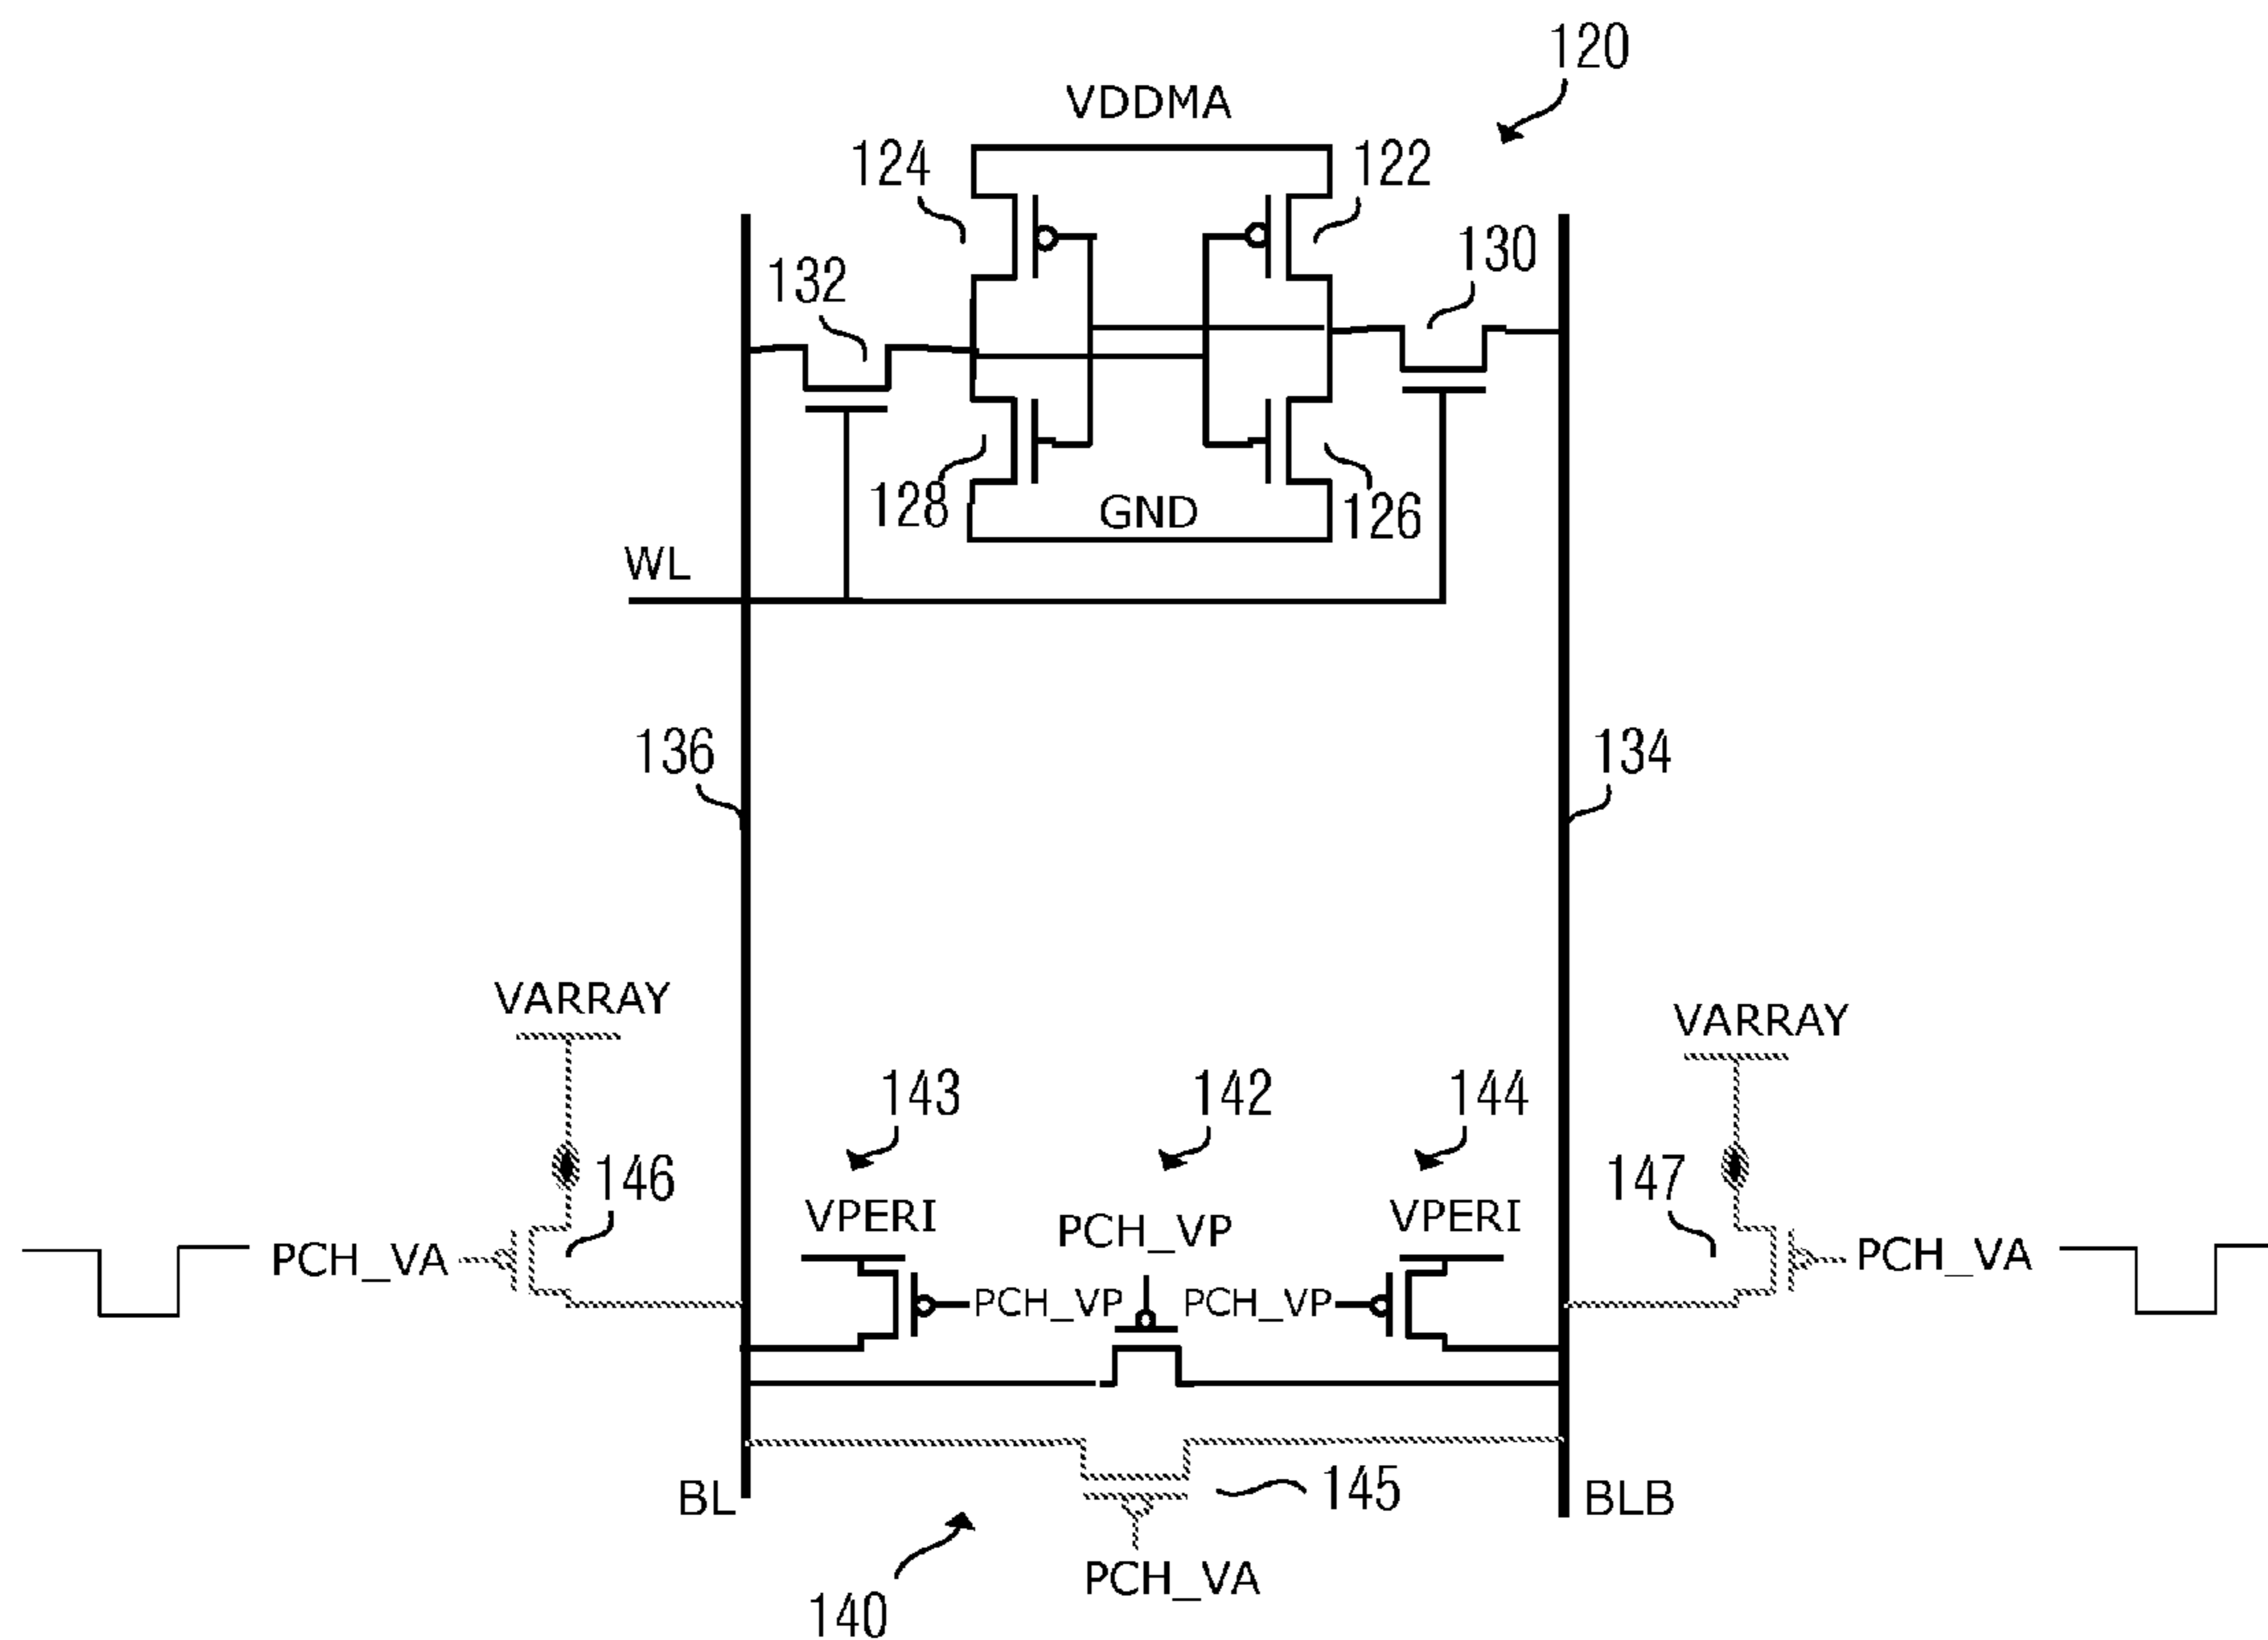 120
VDDMA
124
122
130
132
128
GND
126
WL
136
134
VARRAY
VARRAY
143
142
144
146
147
VPERI
PCH_VP
VPERI
PCH_VA
PCH_VP
PCH_VP
PCH_VA
BL
145
BLB
PCH_VA
140